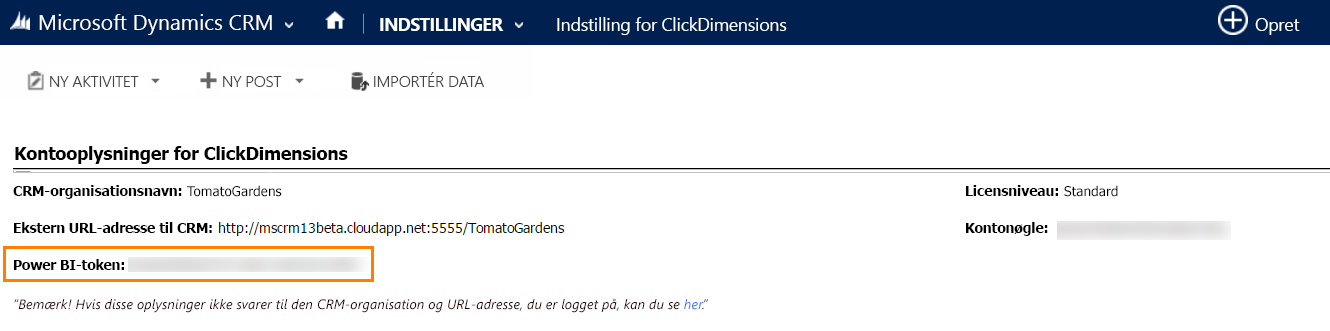 Microsoft Dynamics CRM INDSTILLINGER Indstilling for ClickDimensions Opret
NY AKTIVITET NY POST IMPORTÉR DATA
Kontooplysninger for ClickDimensions
CRM-organisationsnavn: TomatoGardens Licensniveau: Standard
Ekstern URL-adresse til CRM: http://mscrm13beta.cloudapp.net:5555/TomatoGardens Kontonøgle:
Power BI-token:
"Bemærk! Hvis disse oplysninger ikke svarer til den CRM-organisation og URL-adresse, du er logget på, kan du se her."